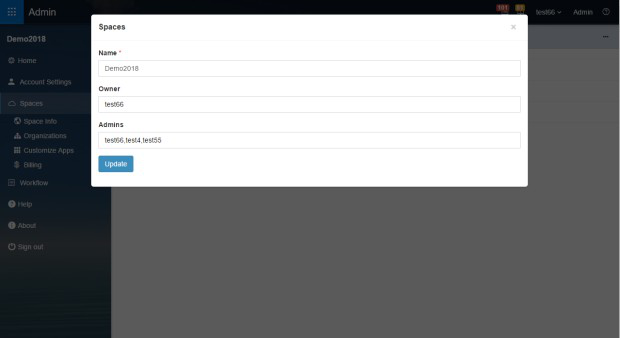 Admin
101
test66
Admin
Demo2018
Home
Account Settings
Spaces
Space Info
Organizations
Customize Apps
Billing
Workflow
Help
About
Sign out
Spaces
×
Name *
Demo2018
Owner
test66
Admins
test66,test4,test55
Update